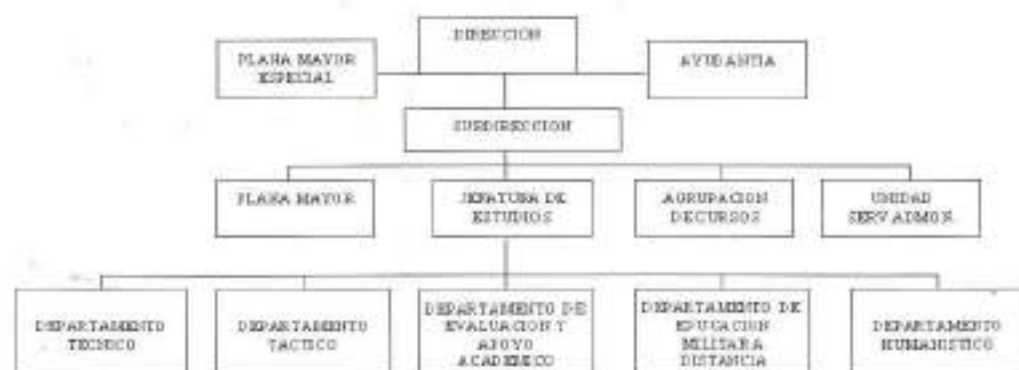 DIRECCION
PLANA MAYOR
ESPECIAL
AYUDANTIA
SUBDIRECCION
PLANA MAYOR
JEFATURA DE
ESTUDIOS
AGRUPACION
DE CURSOS
UNIDAD
SERV.ADMOR.
DEPARTAMENTO
TECNICO
DEPARTAMENTO
TACTICO
DEPARTAMENTO DE
EVALUACION Y
APOYO
ACADEMICO
DEPARTAMENTO DE
EDUCACION
MILITAR A
DISTANCIA
DEPARTAMENTO
HUMANISTICO